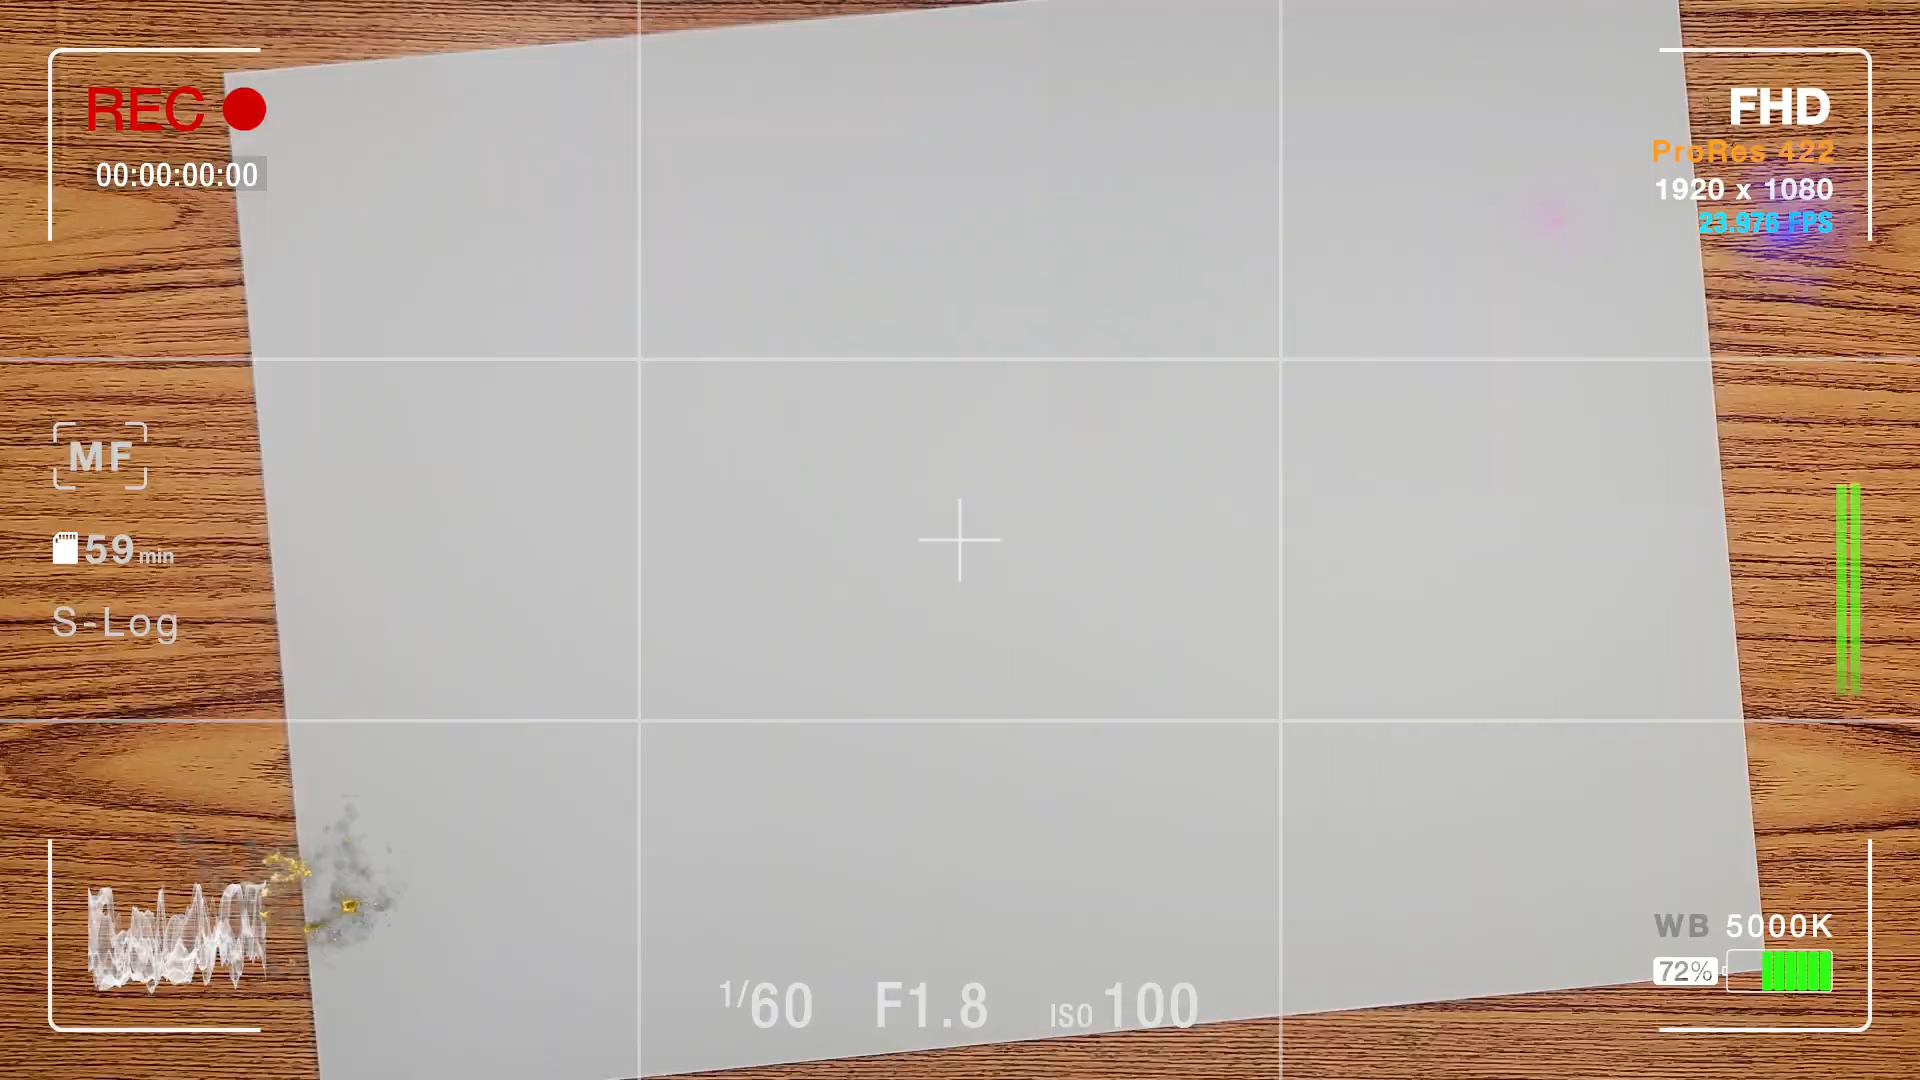 REC
00:00:00:00
FHD
ProRes 422
1920 x 1080
23.976 FPS
MF
59 min
S-Log
WB 5000K
72%
1/60 F1.8 ISO 100